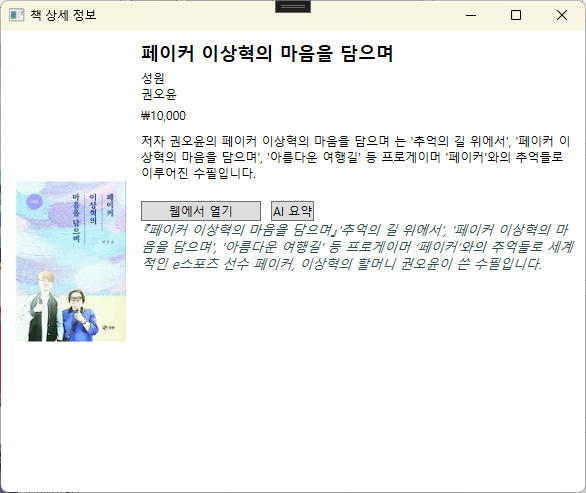 책 상세 정보
페이커 이상혁의 마음을 담으며
성원
권오윤
₩10,000
저자 권오윤의 페이커 이상혁의 마음을 담으며 는 '추억의 길 위에서', '페이커 이
상혁의 마음을 담으며', '아름다운 여행길' 등 프로게이머 '페이커'와의 추억들로
이루어진 수필입니다.
페이커
이상혁의
마음을 담으며
웹에서 열기
AI 요약
『페이커 이상혁의 마음을 담으며』'추억의 길 위에서', '페이커 이상혁의 마
음을 담으며', '아름다운 여행길' 등 프로게이머 '페이커'와의 추억들로 세계
적인 e스포츠 선수 페이커, 이상혁의 할머니 권오윤이 쓴 수필입니다.